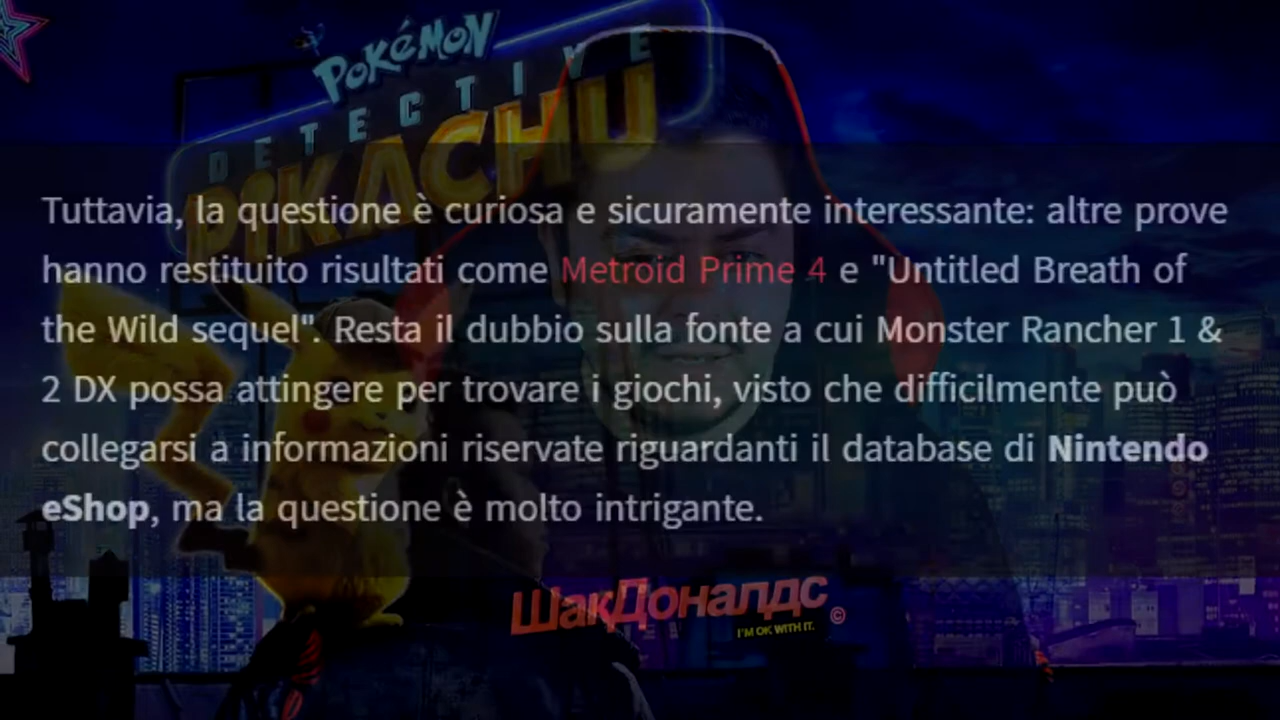 POKéMON
DETECTIVE
PIKACHU
Tuttavia, la questione è curiosa e sicuramente interessante: altre prove
hanno restituito risultati come Metroid Prime 4 e "Untitled Breath of
the Wild sequel". Resta il dubbio sulla fonte a cui Monster Rancher 1 &
2 DX possa attingere per trovare i giochi, visto che difficilmente può
collegarsi a informazioni riservate riguardanti il database di Nintendo
eShop, ma la questione è molto intrigante.
ШакДоналдс ©
I'M OK WITH IT.